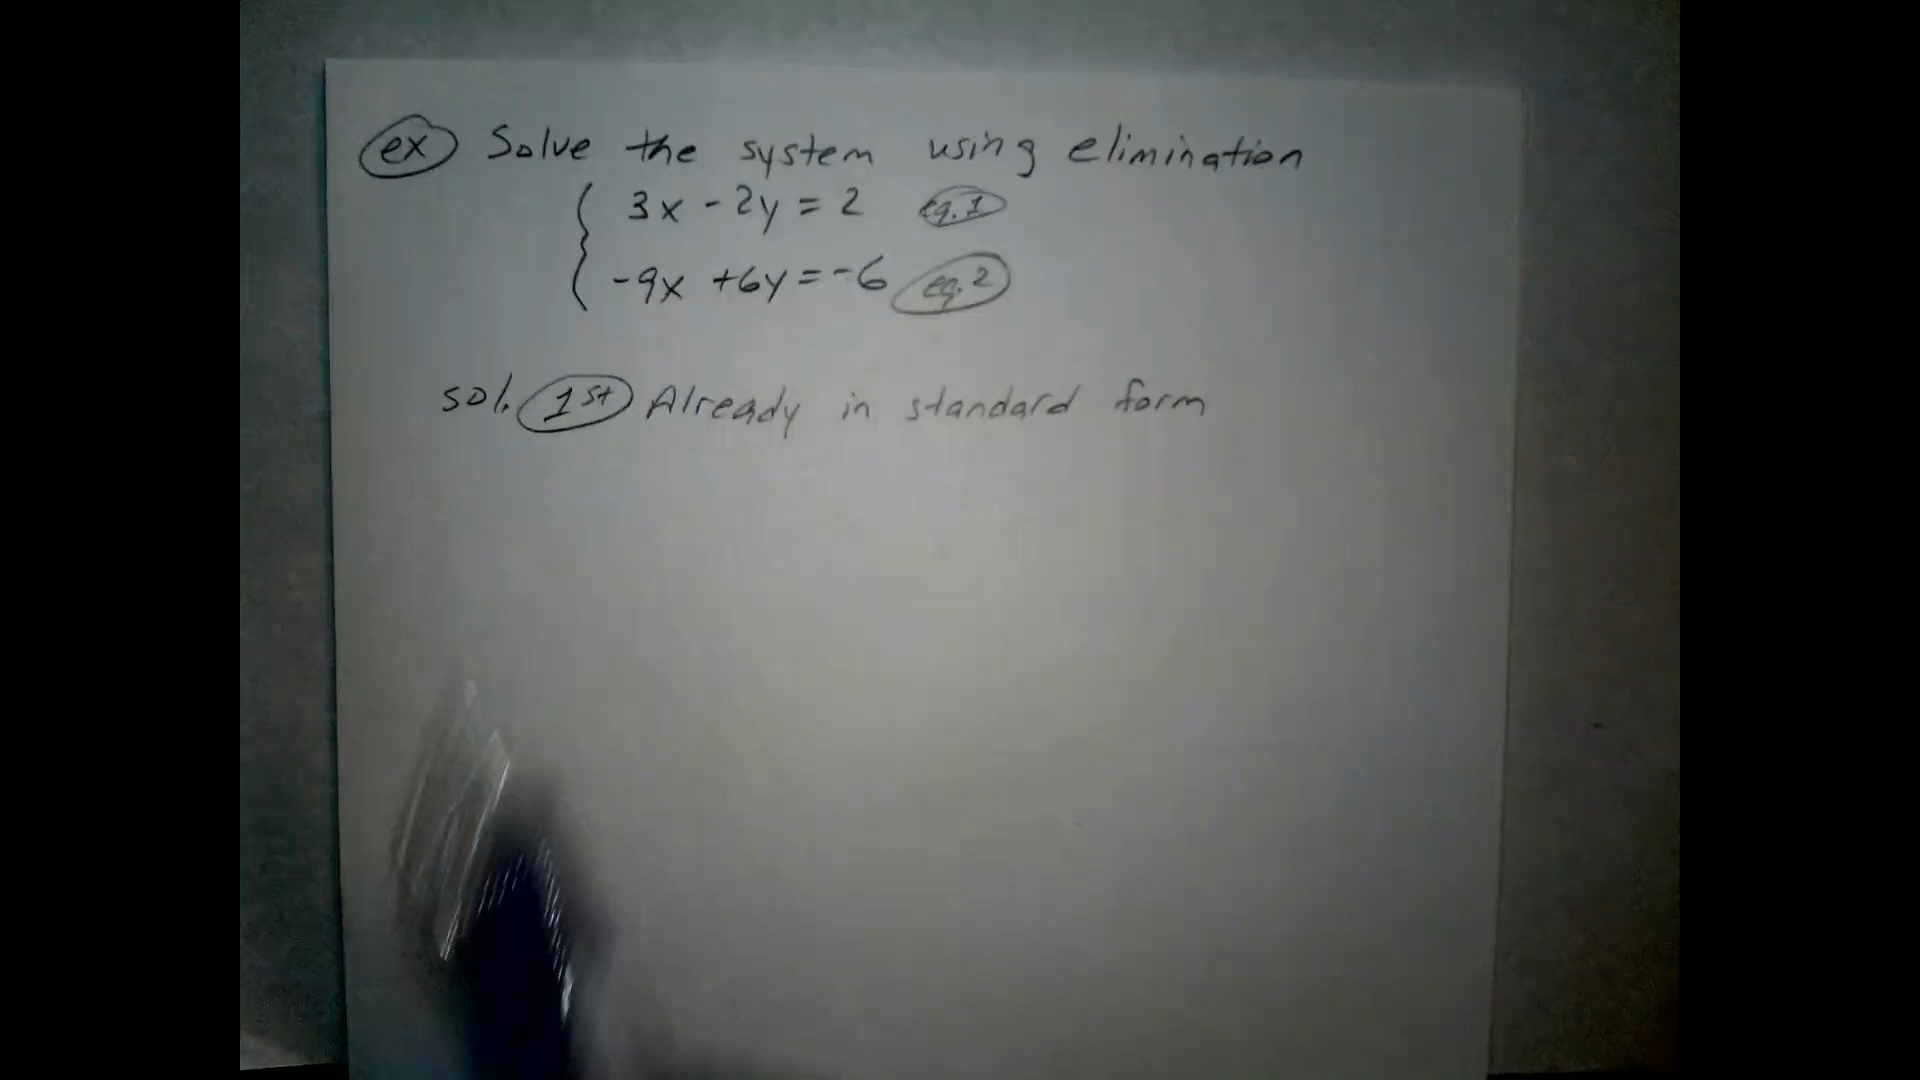 ex Solve the system using elimination
3x - 2y = 2 eq. 1
-9x + 6y = -6 eq. 2
sol. 1st Already in standard form